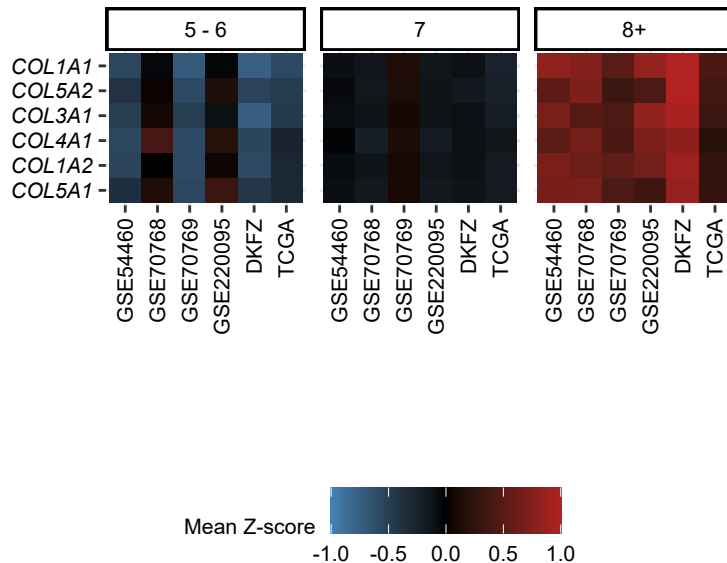 5 - 6
7
8+
COL1A1
COL5A2
COL3A1
COL4A1
COL1A2
COL5A1
GSE54460
GSE70768
GSE70769
GSE220095
DKFZ
TCGA
GSE54460
GSE70768
GSE70769
GSE220095
DKFZ
TCGA
GSE54460
GSE70768
GSE70769
GSE220095
DKFZ
TCGA
Mean Z-score
-1.0 -0.5 0.0 0.5 1.0